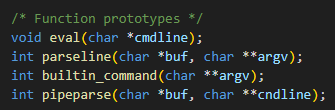 /* Function prototypes */
void eval(char *cmdline);
int parseline(char *buf, char **argv);
int builtin_command(char **argv);
int pipeparse(char *buf, char **cndline);